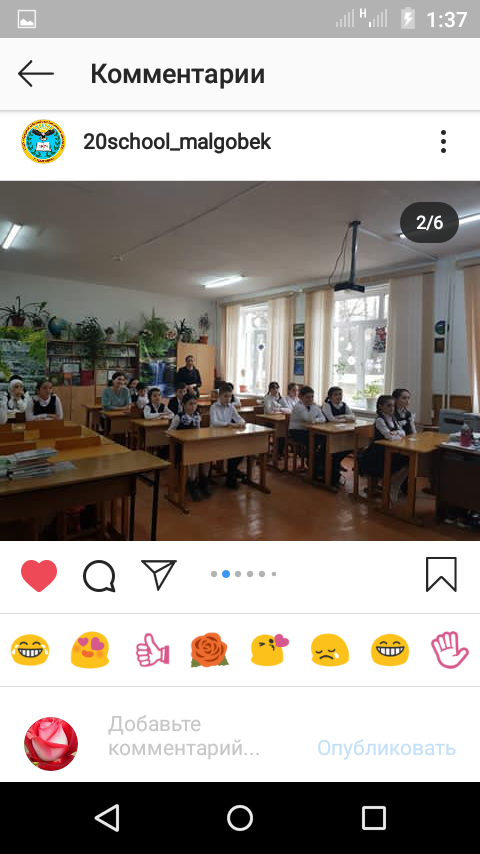 H
1:37
Комментарии
20school_malgobek
2/6
Добавьте
комментарий...
Опубликовать